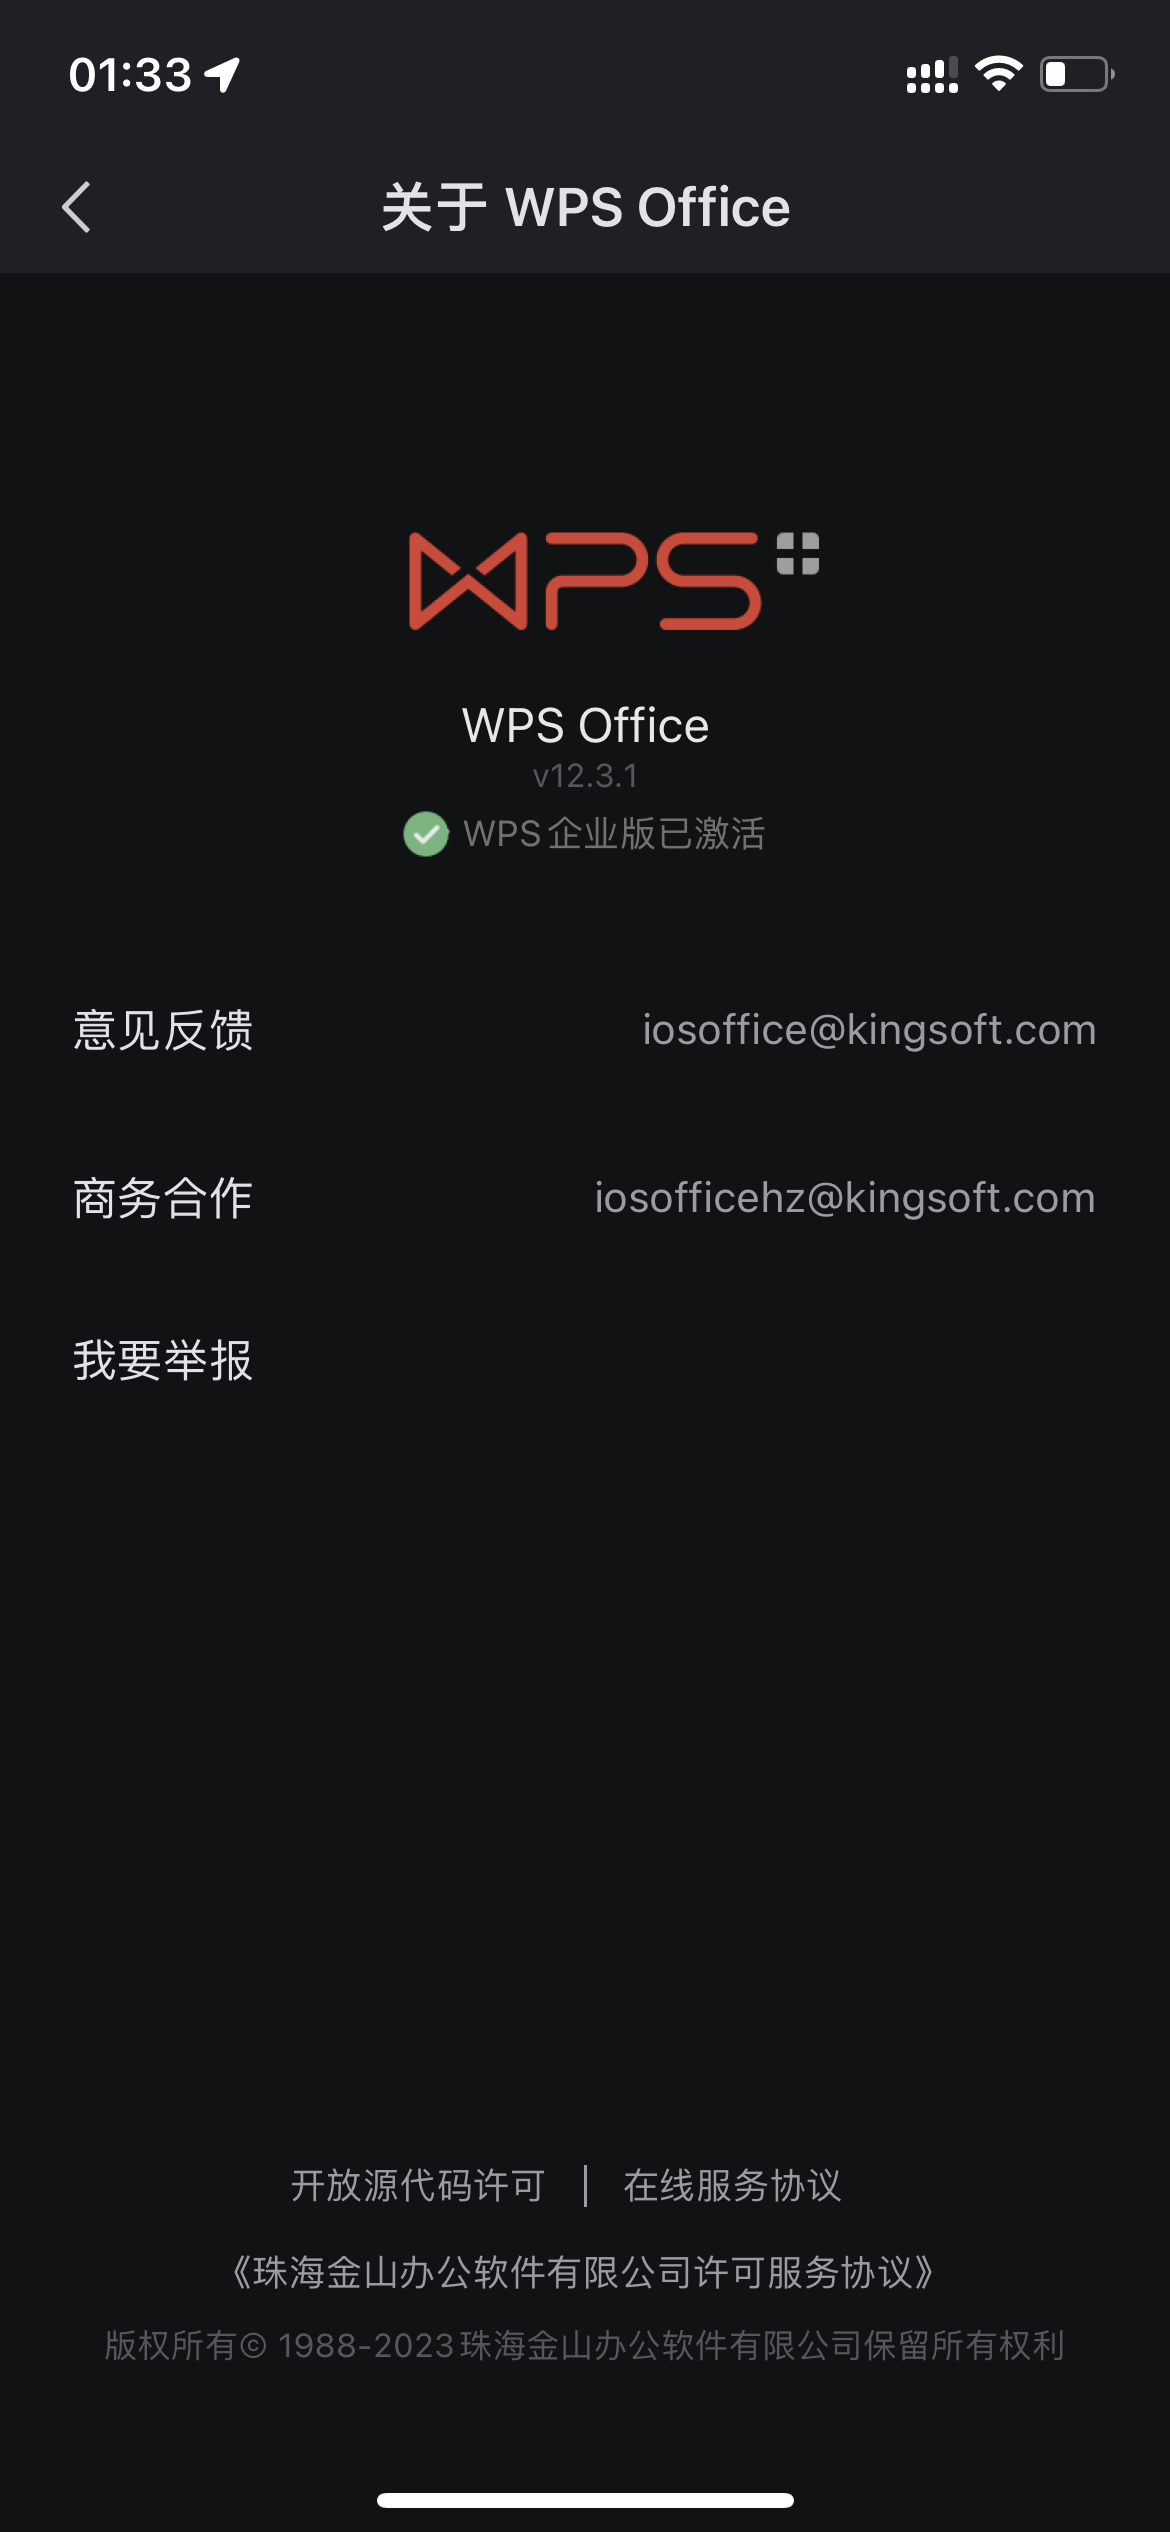 01:33
关于 WPS Office
WPS
WPS Office
v12.3.1
WPS企业版已激活
意见反馈 iosoffice@kingsoft.com
商务合作 iosofficehz@kingsoft.com
我要举报
开放源代码许可 | 在线服务协议
《珠海金山办公软件有限公司许可服务协议》
版权所有© 1988-2023珠海金山办公软件有限公司保留所有权利